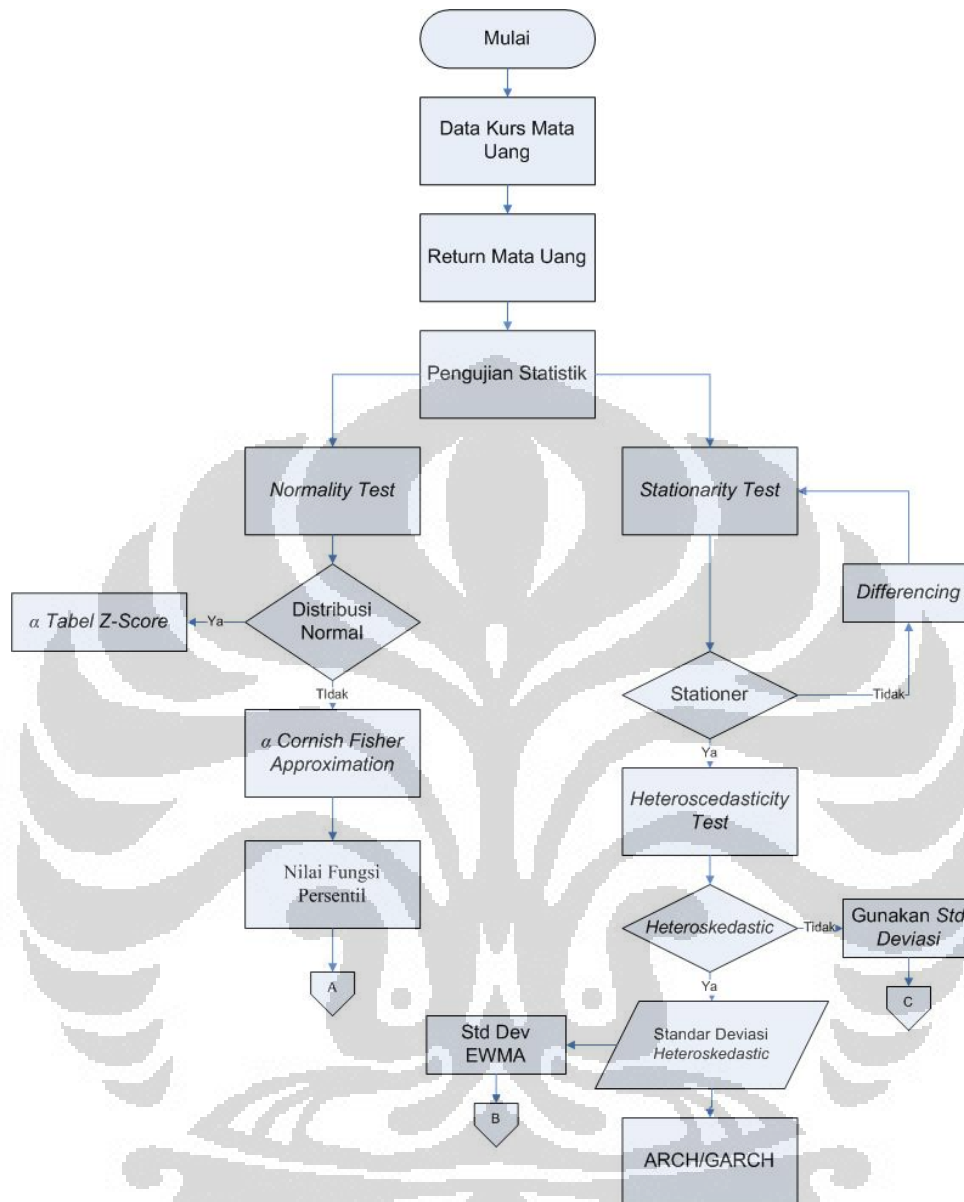 Mulai
Data Kurs Mata
Uang
Return Mata Uang
Pengujian Statistik
Normality Test
Stationarity Test
Distribusi
Normal
Ya
α Tabel Z-Score
TIdak
Differencing
Stationer
Tidak
Ya
α Cornish Fisher
Approximation
Heteroscedasticity
Test
Nilai Fungsi
Persentil
A
Heteroskedastic
Tidak
Gunakan Std
Deviasi
C
Ya
Standar Deviasi
Heteroskedastic
Std Dev
EWMA
B
ARCH/GARCH